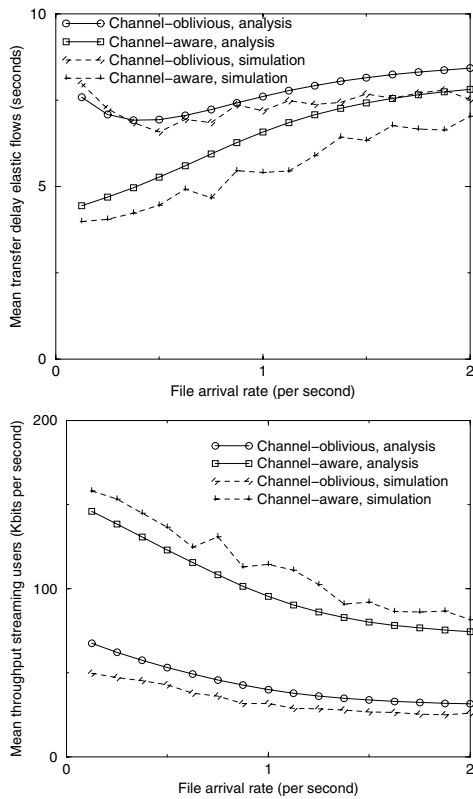 10
Channel−oblivious, analysis
Channel−aware, analysis
Channel−oblivious, simulation
Channel−aware, simulation
5
0
Mean transfer delay elastic flows (seconds)
0
1
2
File arrival rate (per second)
200
Channel−oblivious, analysis
Channel−aware, analysis
Channel−oblivious, simulation
Channel−aware, simulation
100
0
Mean throughput streaming users (Kbits per second)
0
1
2
File arrival rate (per second)